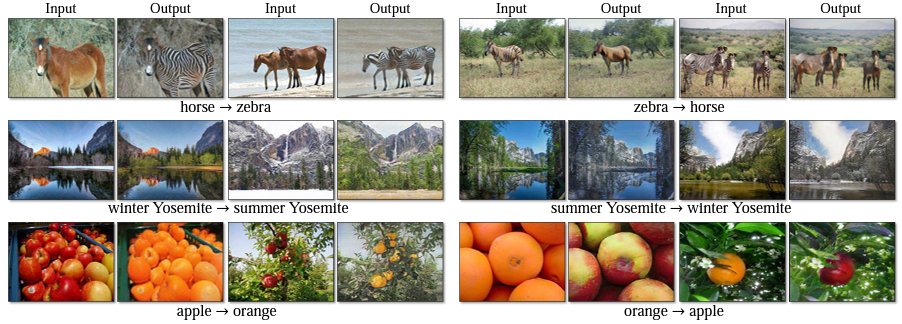 Input Output Input Output Input Output Input Output
horse → zebra zebra → horse
winter Yosemite → summer Yosemite summer Yosemite → winter Yosemite
apple → orange orange → apple